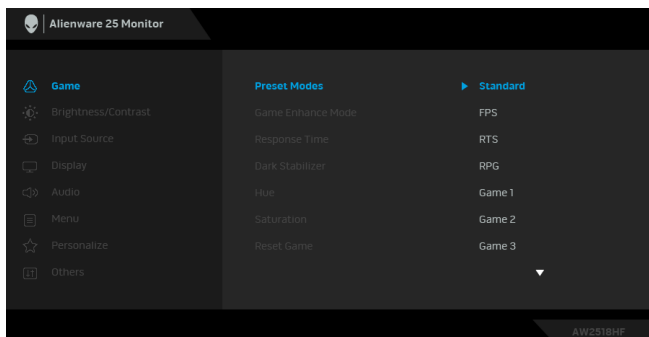 Alienware 25 Monitor
Game Preset Modes Standard
Brightness/Contrast Game Enhance Mode FPS
Input Source Response Time RTS
Display Dark Stabilizer RPG
Audio Hue Game 1
Menu Saturation Game 2
Personalize Reset Game Game 3
Others
AW2518HF